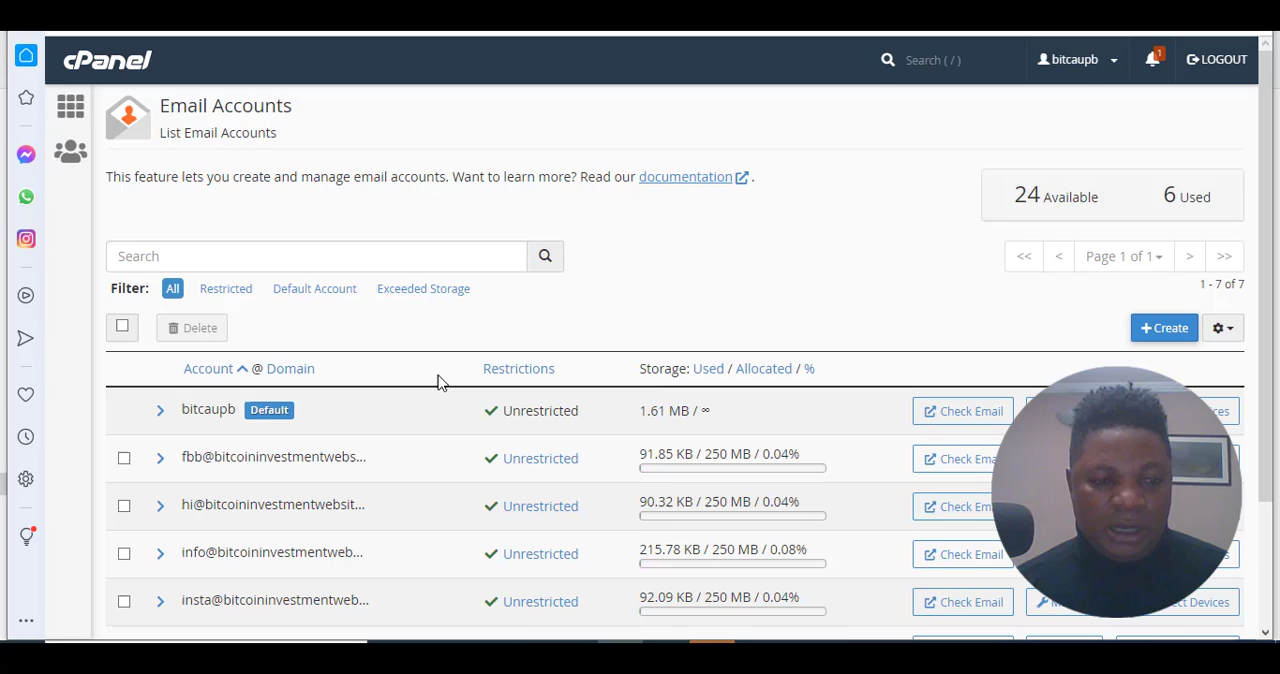 cPanel
Search ( / )
bitcaupb
1
LOGOUT
Email Accounts
List Email Accounts
This feature lets you create and manage email accounts. Want to learn more? Read our documentation .
24 Available 6 Used
Search
<< < Page 1 of 1 > >>
Filter: All Restricted Default Account Exceeded Storage
1 - 7 of 7
Delete
+ Create
Account @ Domain Restrictions Storage: Used / Allocated / %
bitcaupb Default Unrestricted 1.61 MB / ∞ Check Email
fbb@bitcoininvestmentwebs... Unrestricted 91.85 KB / 250 MB / 0.04%
hi@bitcoininvestmentwebsit... Unrestricted 90.32 KB / 250 MB / 0.04%
info@bitcoininvestmentweb... Unrestricted 215.78 KB / 250 MB / 0.08% Check Email
insta@bitcoininvestmentweb... Unrestricted 92.09 KB / 250 MB / 0.04% Check Email Devices